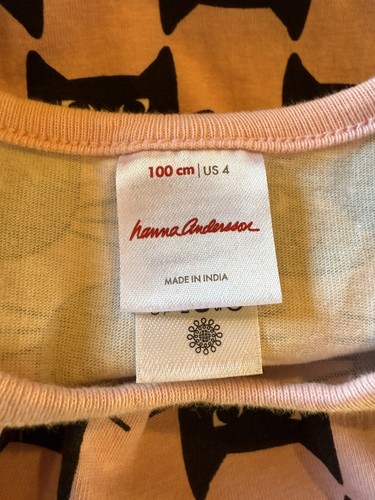 100 cm | US 4
hanna Andersson
MADE IN INDIA